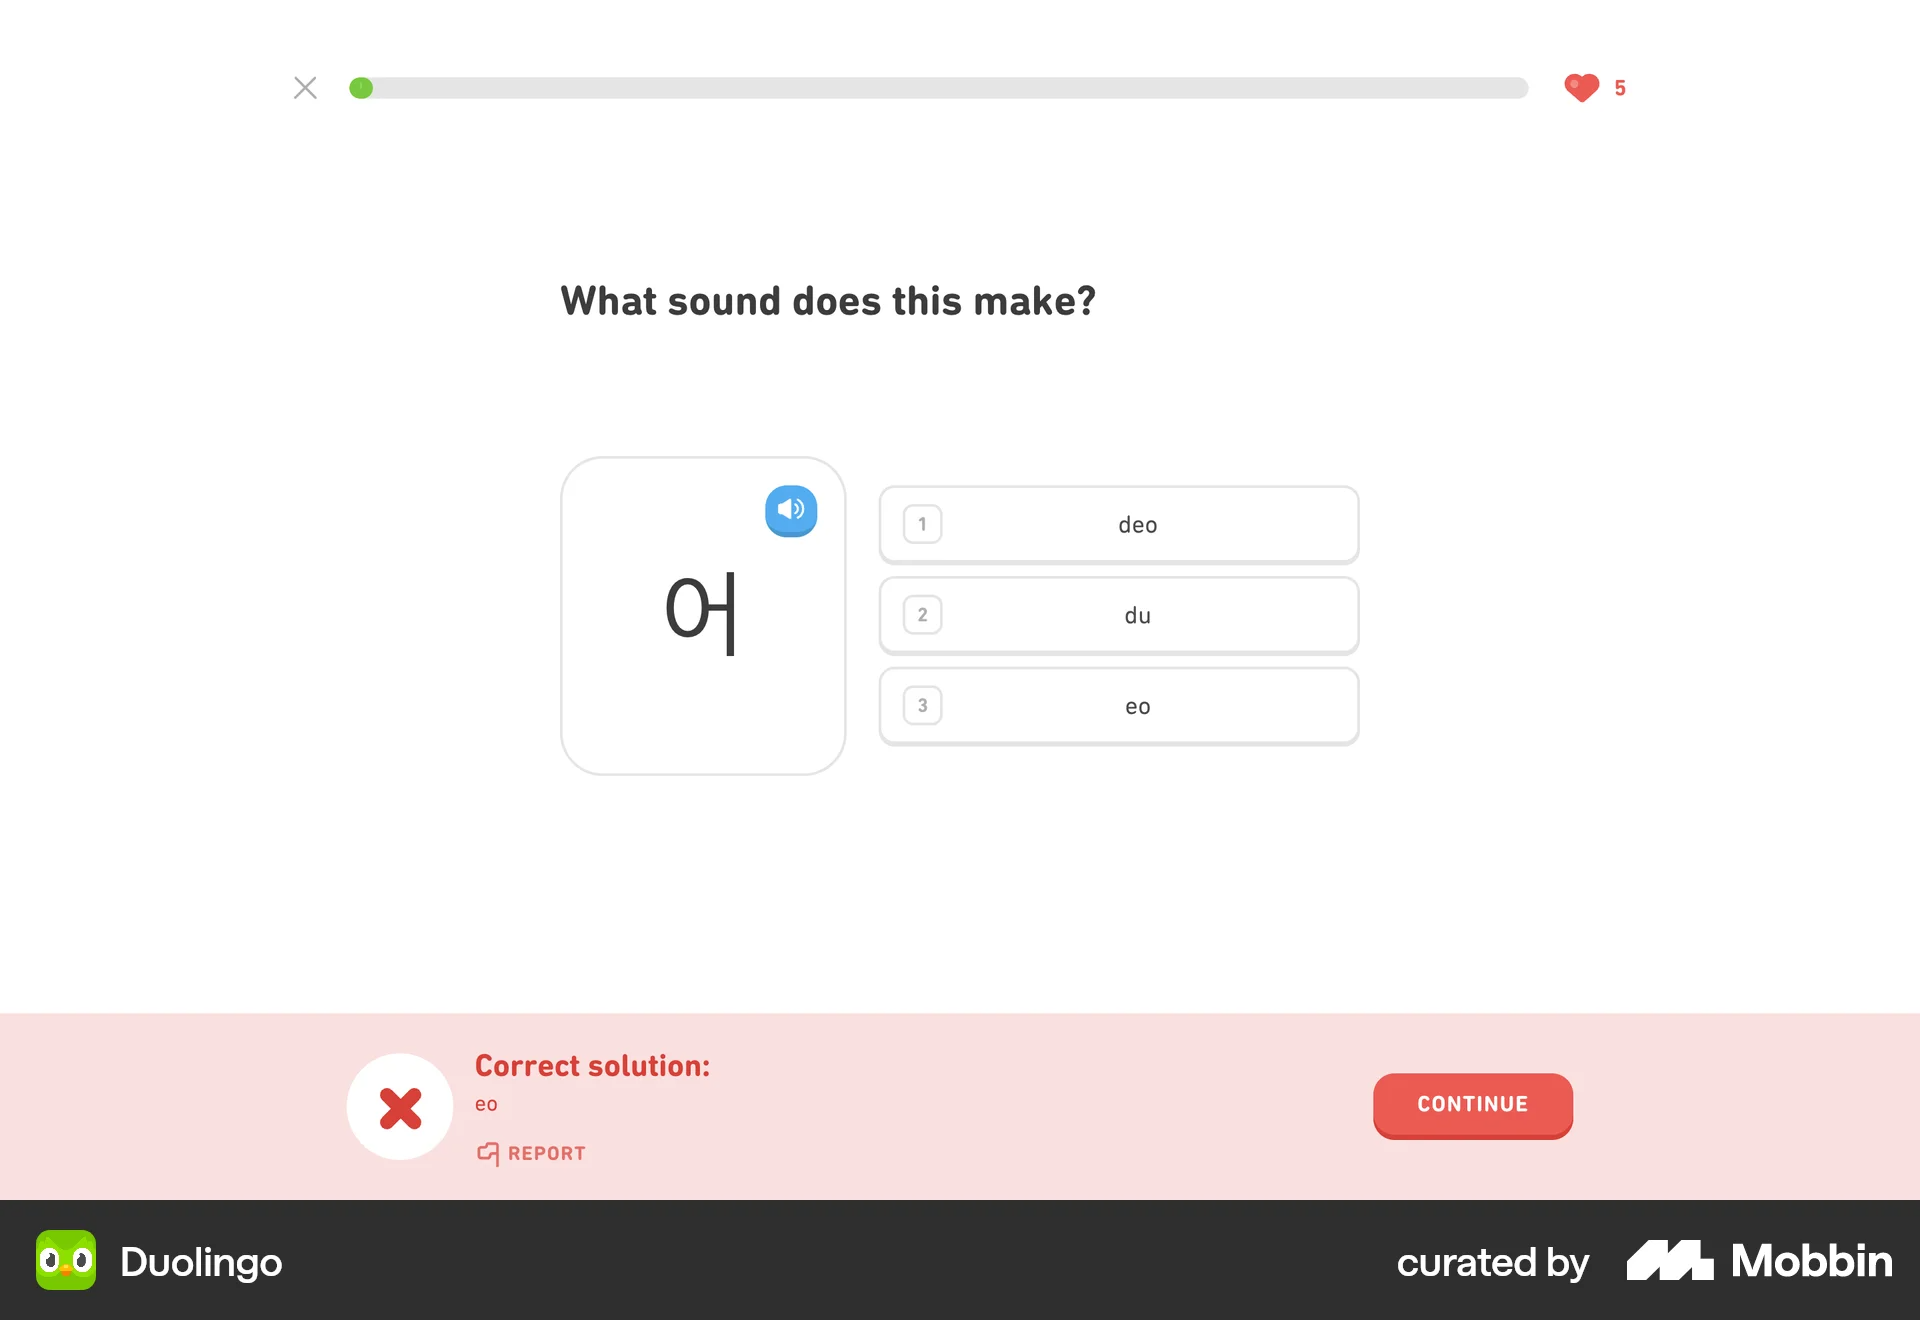 5
What sound does this make?
어
1 deo
2 du
3 eo
Correct solution:
eo
REPORT
CONTINUE
Duolingo
curated by Mobbin